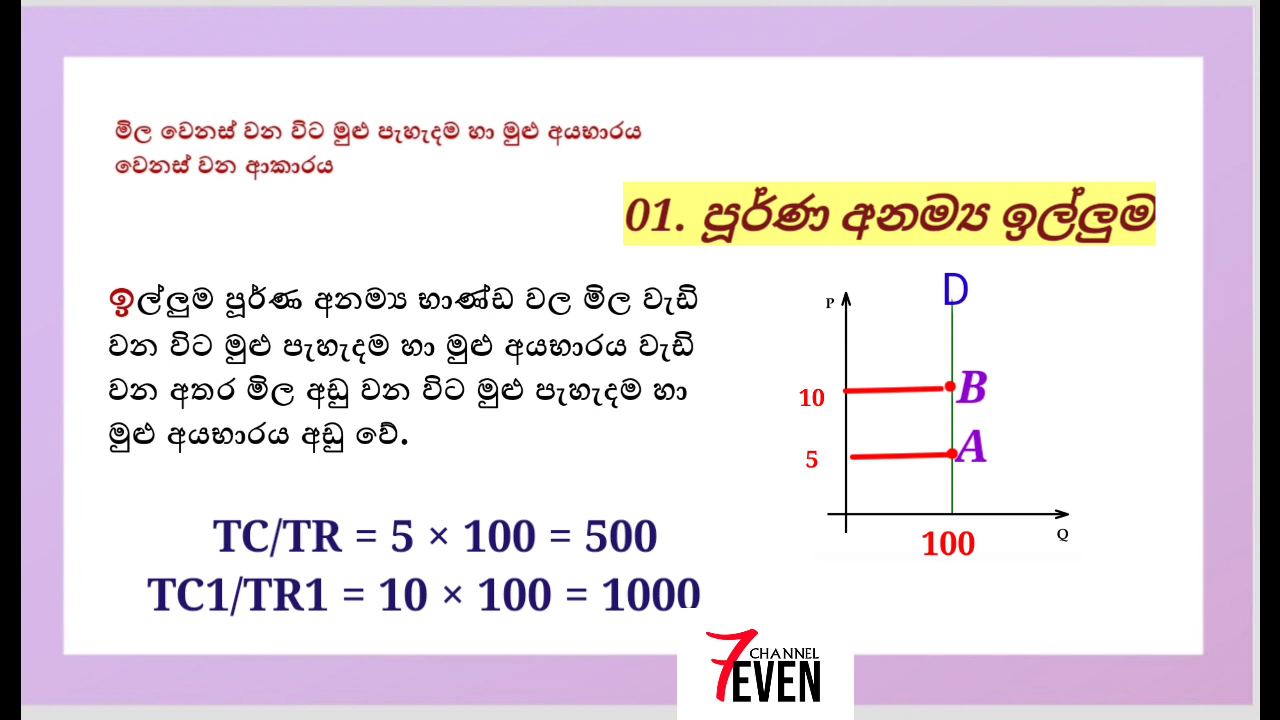 මිල වෙනස් වන විට මුළු පැහැදම හා මුළු අයභාරය
වෙනස් වන ආකාරය
01. පූර්ණ අනම්‍ය ඉල්ලුම
ඉල්ලුම පූර්ණ අනම්‍ය භාණ්ඩ වල මිල වැඩි
වන විට මුළු පැහැදම හා මුළු අයභාරය වැඩි
වන අතර මිල අඩු වන විට මුළු පැහැදම හා
මුළු අයභාරය අඩු වේ.
D
P
10
B
5
A
100
Q
TC/TR = 5 × 100 = 500
TC1/TR1 = 10 × 100 = 1000
7 CHANNEL
EVEN